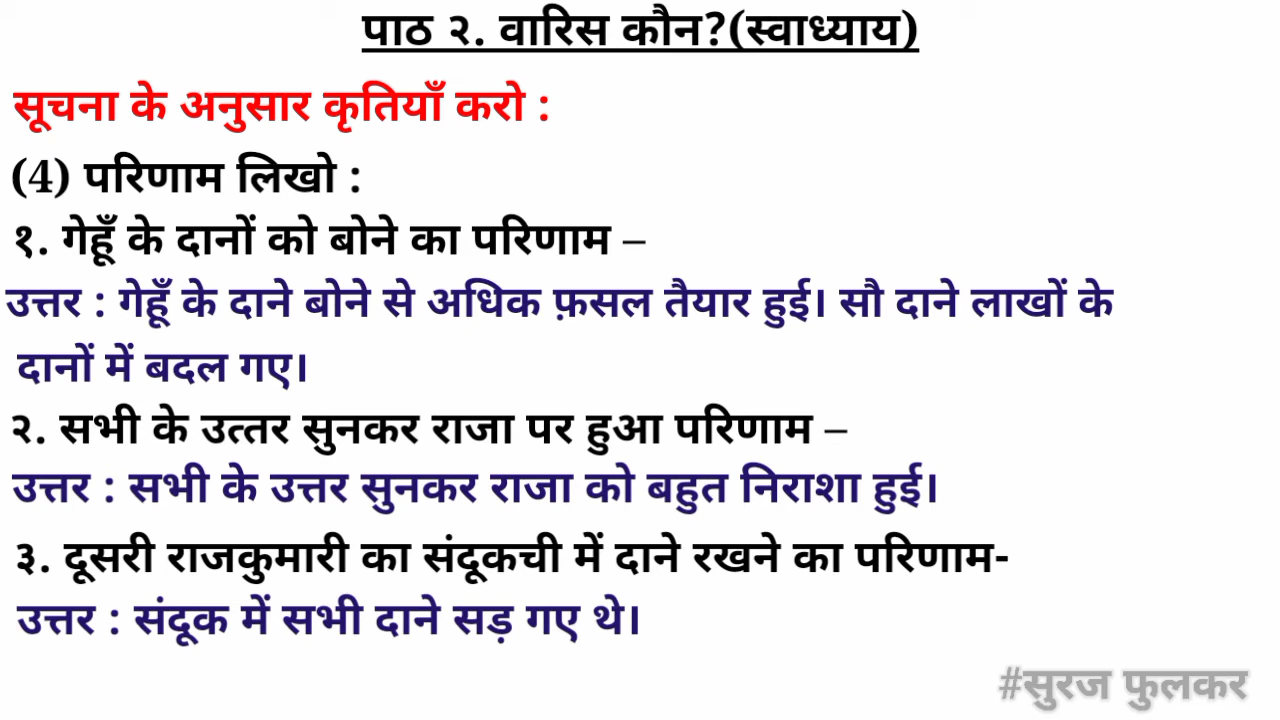 पाठ २. वारिस कौन?(स्वाध्याय)
सूचना के अनुसार कृतियाँ करो :
(4) परिणाम लिखो :
१. गेहूँ के दानों को बोने का परिणाम –
उत्तर : गेहूँ के दाने बोने से अधिक फ़सल तैयार हुई। सौ दाने लाखों के
दानों में बदल गए।
२. सभी के उत्तर सुनकर राजा पर हुआ परिणाम –
उत्तर : सभी के उत्तर सुनकर राजा को बहुत निराशा हुई।
३. दूसरी राजकुमारी का संदूकची में दाने रखने का परिणाम-
उत्तर : संदूक में सभी दाने सड़ गए थे।
#सुरज फुलकर